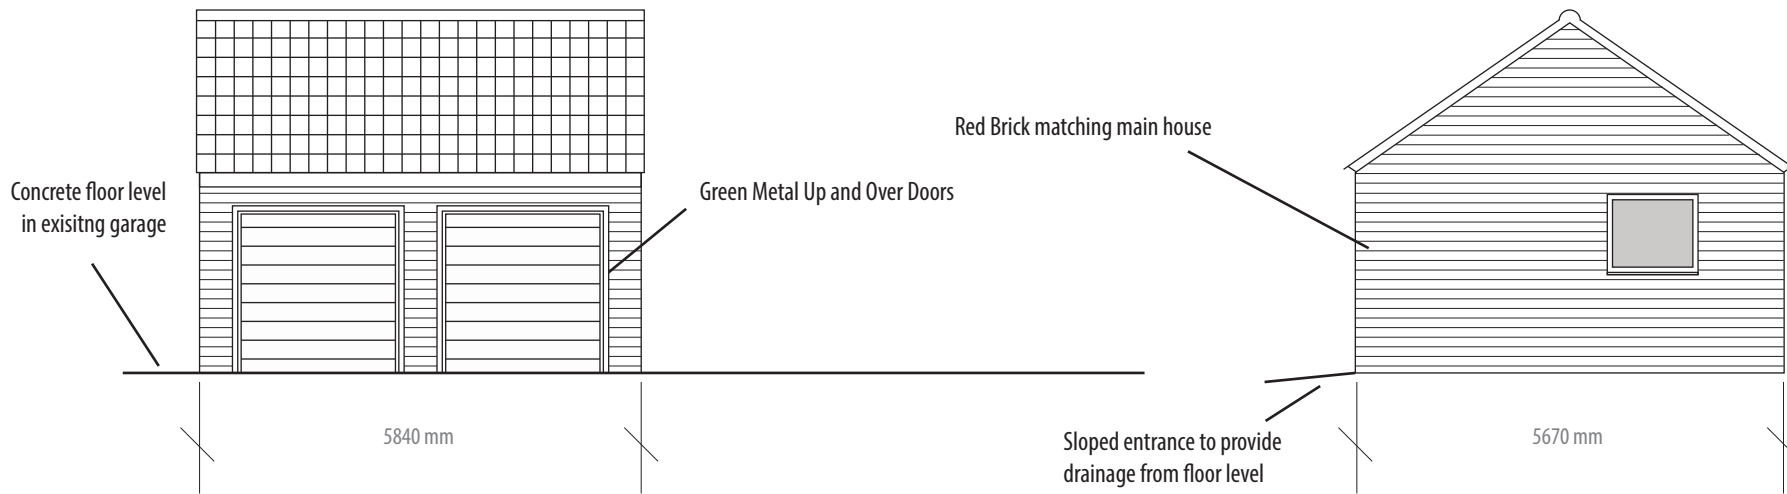 Concrete floor level
in exisitng garage
Green Metal Up and Over Doors
Red Brick matching main house
5840 mm
Sloped entrance to provide
drainage from floor level
5670 mm